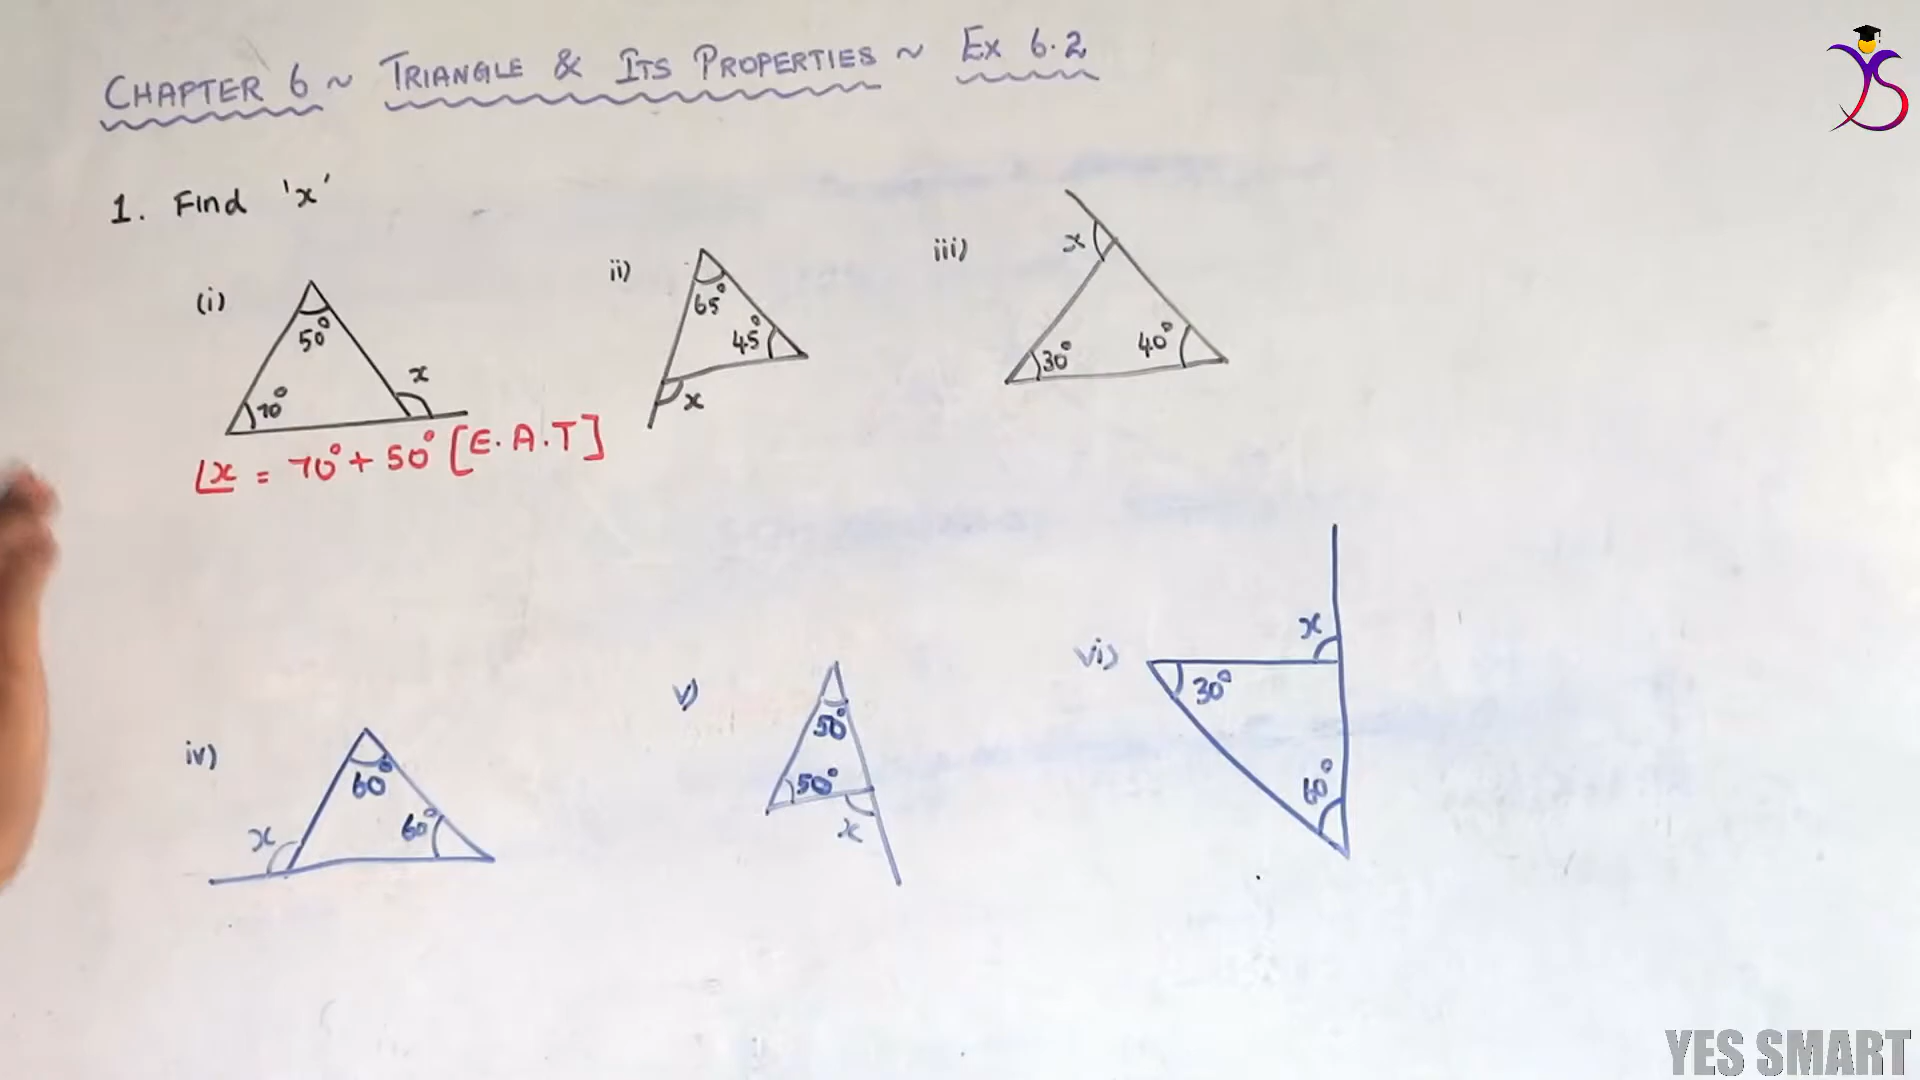 CHAPTER 6 ~ TRIANGLE & ITS PROPERTIES ~ Ex 6.2
1. Find 'x'
(i)
50°
70°
x
∠x = 70° + 50° [E.A.T]
ii)
65°
45°
x
iii)
x
30°
40°
iv)
60°
60°
x
v)
50°
50°
x
vi)
x
30°
60°
YES SMART